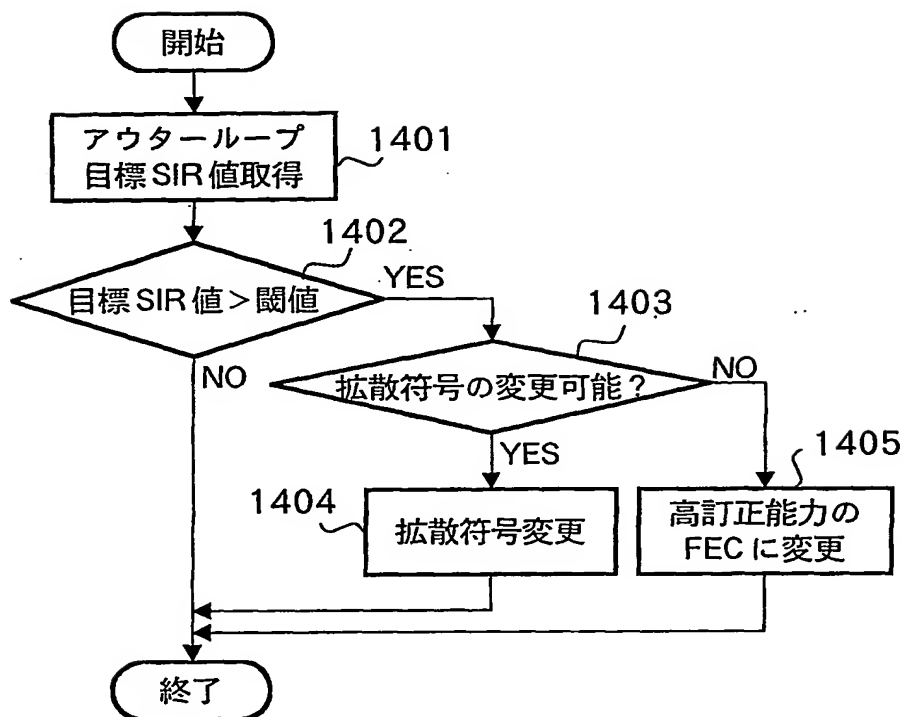 開始
アウターループ
目標SIR値取得
1401
1402
目標SIR値>閾値
YES
NO
1403
拡散符号の変更可能?
NO
YES
1404
拡散符号変更
1405
高訂正能力の
FECに変更
終了